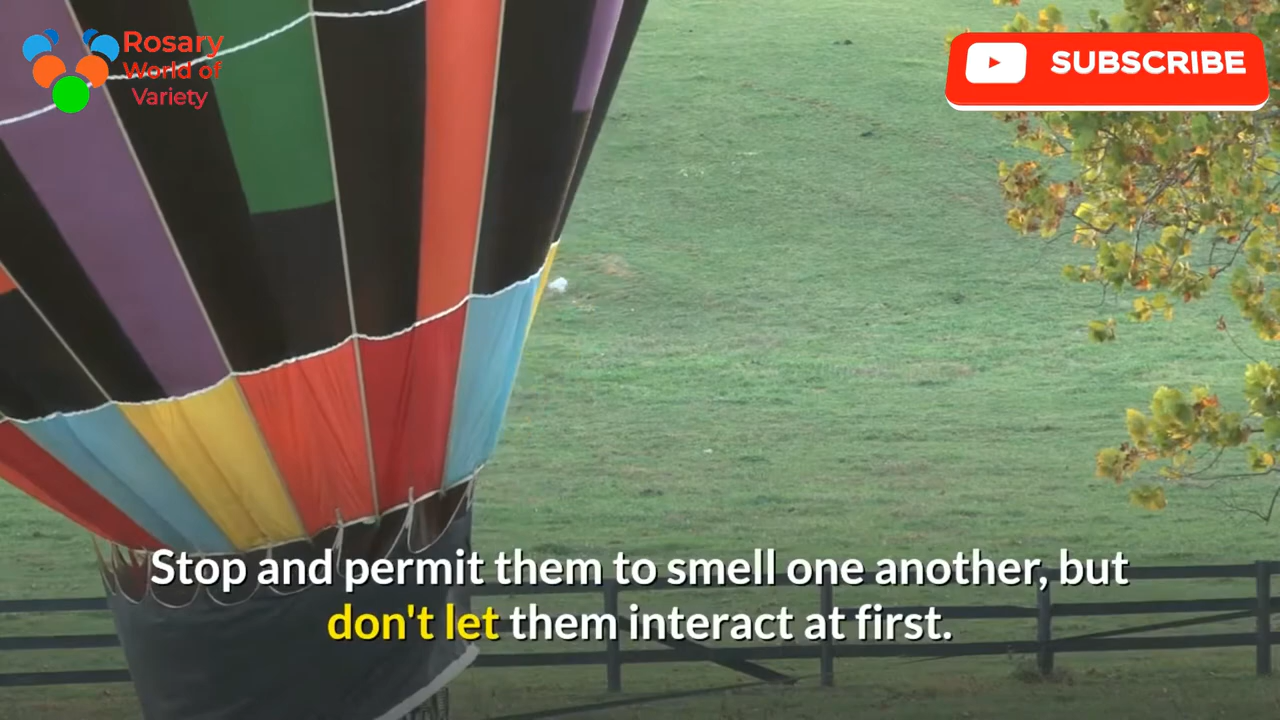 Rosary
World of
Variety
SUBSCRIBE
Stop and permit them to smell one another, but
don't let them interact at first.